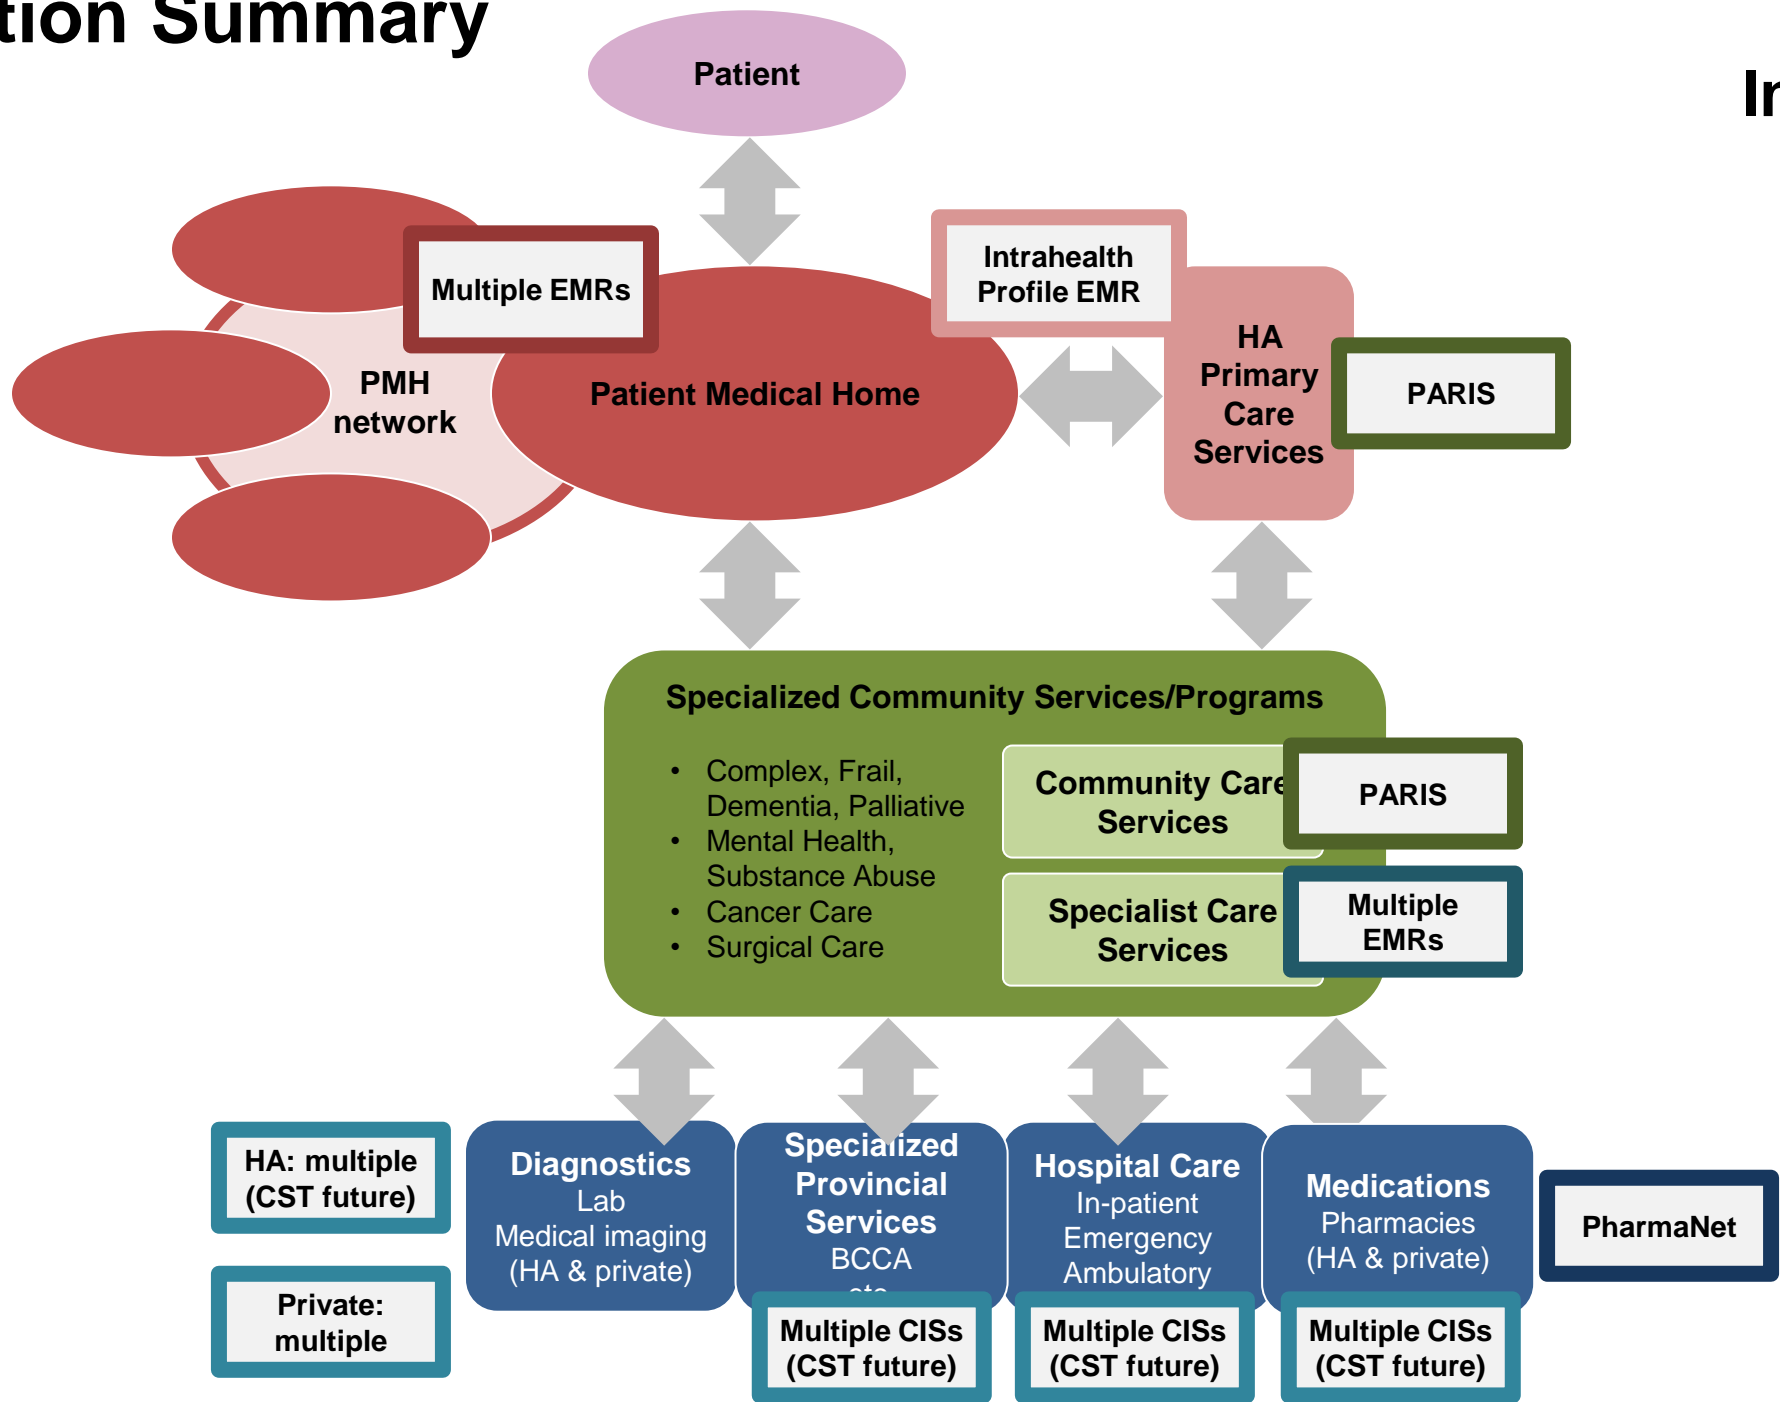 Summary
Patient
Multiple EMRs
Intrahealth
Profile EMR
PMH
network
Patient Medical Home
HA
Primary
Care
Services
PARIS
Specialized Community Services/Programs
• Complex, Frail,
Dementia, Palliative
• Mental Health,
Substance Abuse
• Cancer Care
• Surgical Care
Community Care
Services
PARIS
Specialist Care
Services
Multiple
EMRs
HA: multiple
(CST future)
Private:
multiple
Diagnostics
Lab
Medical imaging
(HA & private)
Specialized
Provincial
Services
BCCA
Multiple CISs
(CST future)
Hospital Care
In-patient
Emergency
Ambulatory
Multiple CISs
(CST future)
Medications
Pharmacies
(HA & private)
Multiple CISs
(CST future)
PharmaNet